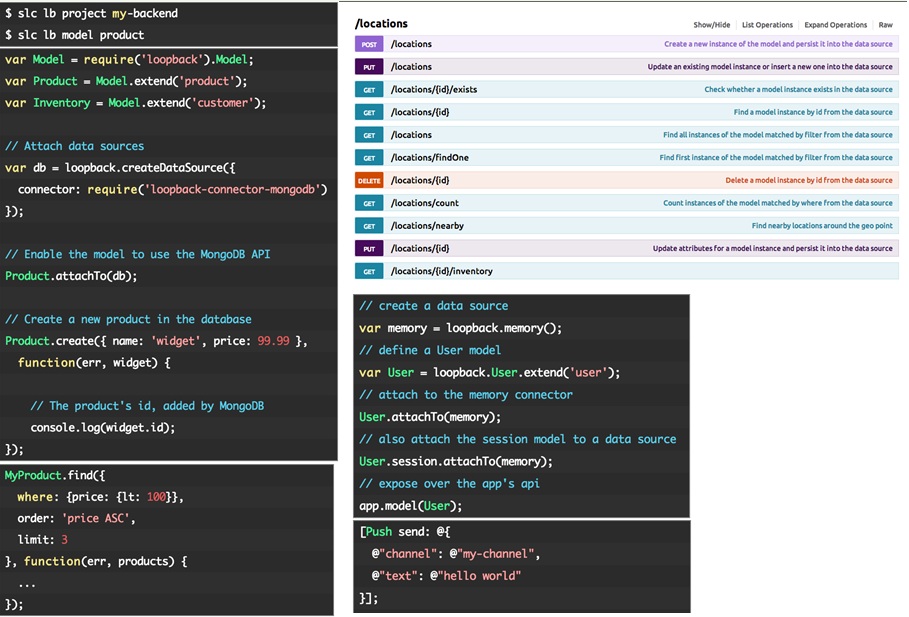 $ slc lb project my-backend
$ slc lb model product
var Model = require('loopback').Model;
var Product = Model.extend('product');
var Inventory = Model.extend('customer');
// Attach data sources
var db = loopback.createDataSource({
connector: require('loopback-connector-mongodb')
});
// Enable the model to use the MongoDB API
Product.attachTo(db);
// Create a new product in the database
Product.create({ name: 'widget', price: 99.99 },
function(err, widget) {
// The product's id, added by MongoDB
console.log(widget.id);
});
MyProduct.find({
where: {price: {lt: 100}},
order: 'price ASC',
limit: 3
}, function(err, products) {
...
});
/locations
Show/Hide List Operations Expand Operations Raw
POST /locations Create a new instance of the model and persist it into the data source
PUT /locations Update an existing model instance or insert a new one into the data source
GET /locations/{id}/exists Check whether a model instance exists in the data source
GET /locations/{id} Find a model instance by id from the data source
GET /locations Find all instances of the model matched by filter from the data source
GET /locations/findOne Find first instance of the model matched by filter from the data source
DELETE /locations/{id} Delete a model instance by id from the data source
GET /locations/count Count instances of the model matched by where from the data source
GET /locations/nearby Find nearby locations around the geo point
PUT /locations/{id} Update attributes for a model instance and persist it into the data source
GET /locations/{id}/inventory
// create a data source
var memory = loopback.memory();
// define a User model
var User = loopback.User.extend('user');
// attach to the memory connector
User.attachTo(memory);
// also attach the session model to a data source
User.session.attachTo(memory);
// expose over the app's api
app.model(User);
[Push send: @{
@"channel": @"my-channel",
@"text": @"hello world"
}];